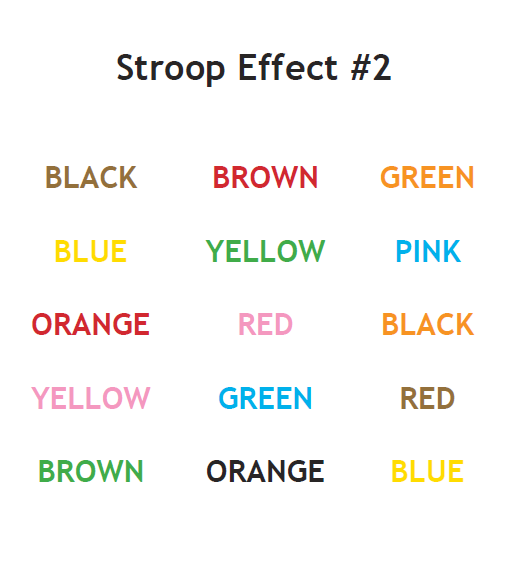 Stroop Effect #2
BLACK BROWN GREEN
BLUE YELLOW PINK
ORANGE RED BLACK
YELLOW GREEN RED
BROWN ORANGE BLUE